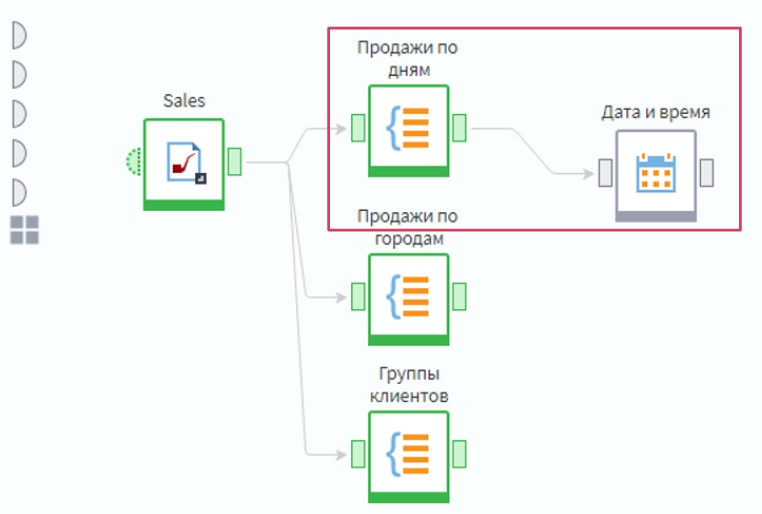 Продажи по
дням
Sales
Дата и время
Продажи по
городам
Группы
клиентов